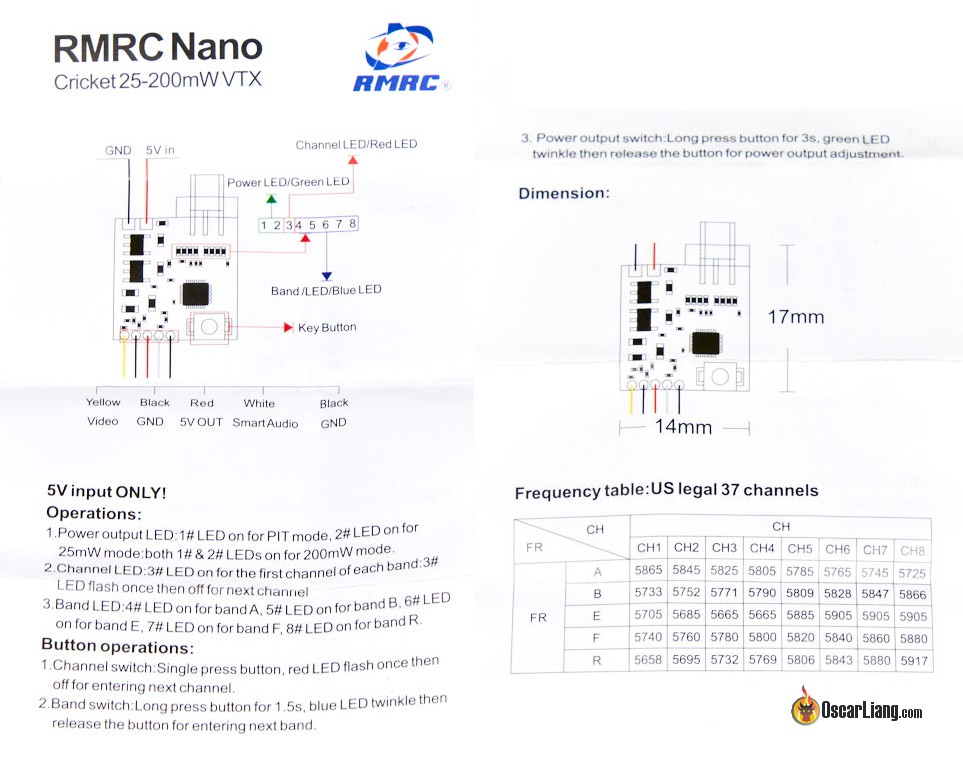 RMRC Nano
Cricket 25-200mW VTX
RMRC ®
GND 5V in
Channel LED/Red LED
Power LED/Green LED
1 2 3 4 5 6 7 8
Band /LED/Blue LED
Key Button
Yellow Black Red White Black
Video GND 5V OUT Smart Audio GND
5V input ONLY!
Operations:
1.Power output LED:1# LED on for PIT mode, 2# LED on for
25mW mode:both 1# & 2# LEDs on for 200mW mode.
2.Channel LED:3# LED on for the first channel of each band:3#
LED flash once then off for next channel
3.Band LED:4# LED on for band A, 5# LED on for band B, 6# LED
on for band E, 7# LED on for band F, 8# LED on for band R.
Button operations:
1.Channel switch:Single press button, red LED flash once then
off for entering next channel.
2.Band switch:Long press button for 1.5s, blue LED twinkle then
release the button for entering next band.
3. Power output switch:Long press button for 3s, green LED
twinkle then release the button for power output adjustment.
Dimension:
17mm
14mm
Frequency table:US legal 37 channels
CH CH
FR
CH1 CH2 CH3 CH4 CH5 CH6 CH7 CH8
A 5865 5845 5825 5805 5785 5765 5745 5725
B 5733 5752 5771 5790 5809 5828 5847 5866
FR E 5705 5685 5665 5665 5885 5905 5905 5905
F 5740 5760 5780 5800 5820 5840 5860 5880
R 5658 5695 5732 5769 5806 5843 5880 5917
OscarLiang.com